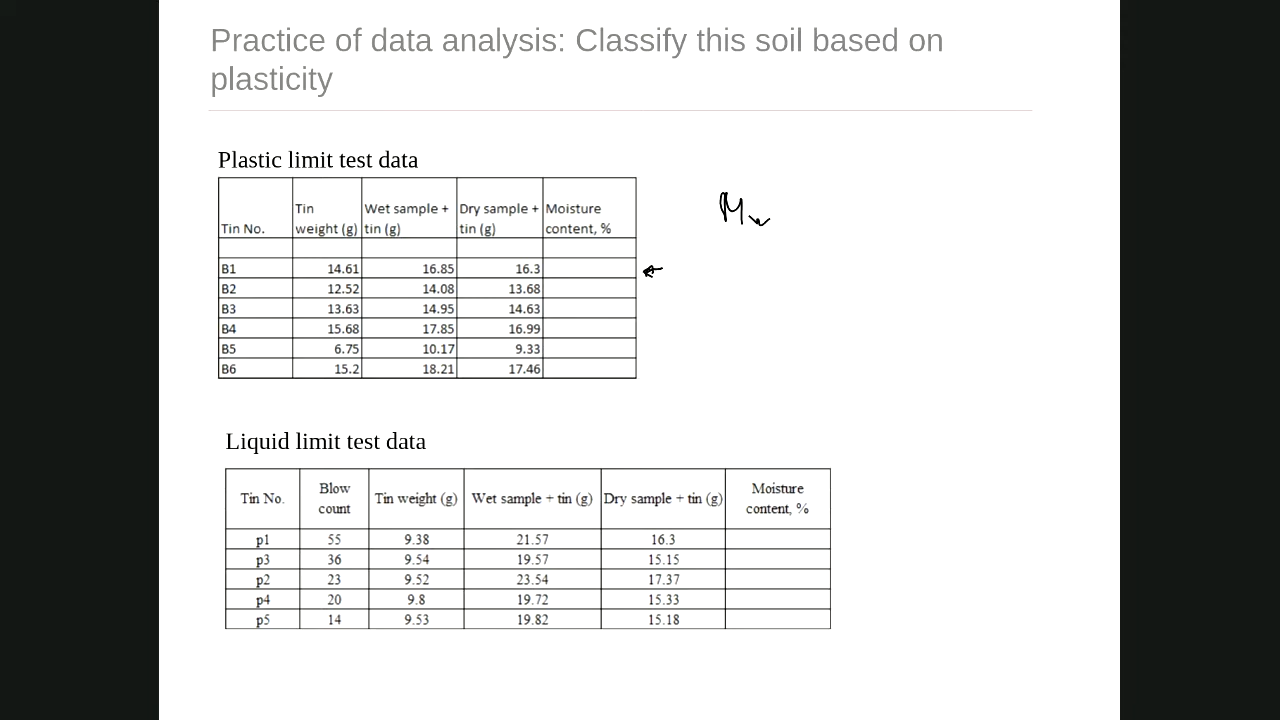 Practice of data analysis: Classify this soil based on
plasticity
Plastic limit test data
Tin No. Tin weight (g) Wet sample + tin (g) Dry sample + tin (g) Moisture content, %
B1 14.61 16.85 16.3
B2 12.52 14.08 13.68
B3 13.63 14.95 14.63
B4 15.68 17.85 16.99
B5 6.75 10.17 9.33
B6 15.2 18.21 17.46
Liquid limit test data
Tin No. Blow count Tin weight (g) Wet sample + tin (g) Dry sample + tin (g) Moisture content, %
p1 55 9.38 21.57 16.3
p3 36 9.54 19.57 15.15
p2 23 9.52 23.54 17.37
p4 20 9.8 19.72 15.33
p5 14 9.53 19.82 15.18